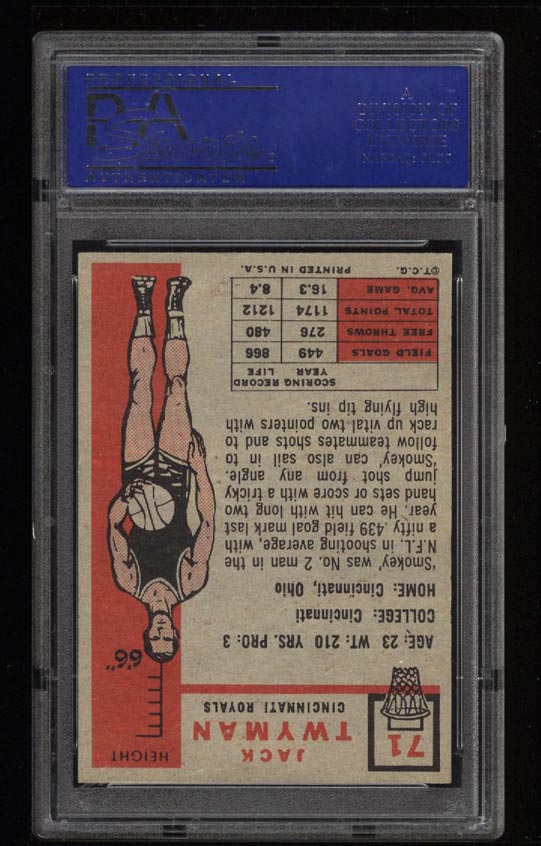 PROFESSIONAL
PSA
AUTHENTICATOR
A
DIVISION OF
COLLECTORS
UNIVERSE
NASDAQ: CLCT
71
JACK
TWYMAN
CINCINNATI ROYALS
HEIGHT
6'6"
AGE: 23 WT: 210 YRS. PRO: 3
COLLEGE: Cincinnati
HOME: Cincinnati, Ohio
'Smokey' was No. 2 man in the
N.F.L. in shooting average, with
a nifty .439 field goal mark last
year. He can hit with long two
hand sets or score with a tricky
jump shot from any angle.
'Smokey' can also sail in to
follow teammates shots and to
rack up vital two pointers with
high flying tip ins.
SCORING RECORD YEAR LIFE
FIELD GOALS 449 866
FREE THROWS 276 480
TOTAL POINTS 1174 1212
AVG. GAME 16.3 8.4
©T.C.G. PRINTED IN U.S.A.